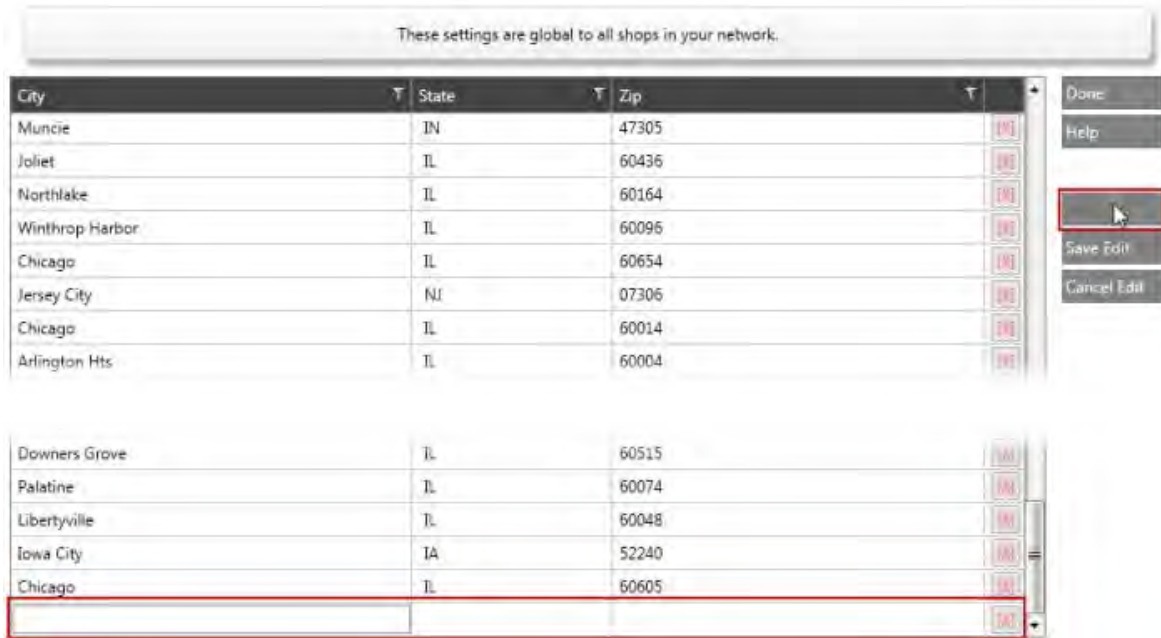 These settings are global to all shops in your network.
City State Zip Done
Muncie IN 47305 Help
Joliet IL 60436
Northlake IL 60164
Winthrop Harbor IL 60096
Chicago IL 60654 Save Edit
Jersey City NJ 07306 Cancel Edit
Chicago IL 60014
Arlington Hts IL 60004
Downers Grove IL 60515
Palatine IL 60074
Libertyville IL 60048
Iowa City IA 52240
Chicago IL 60605